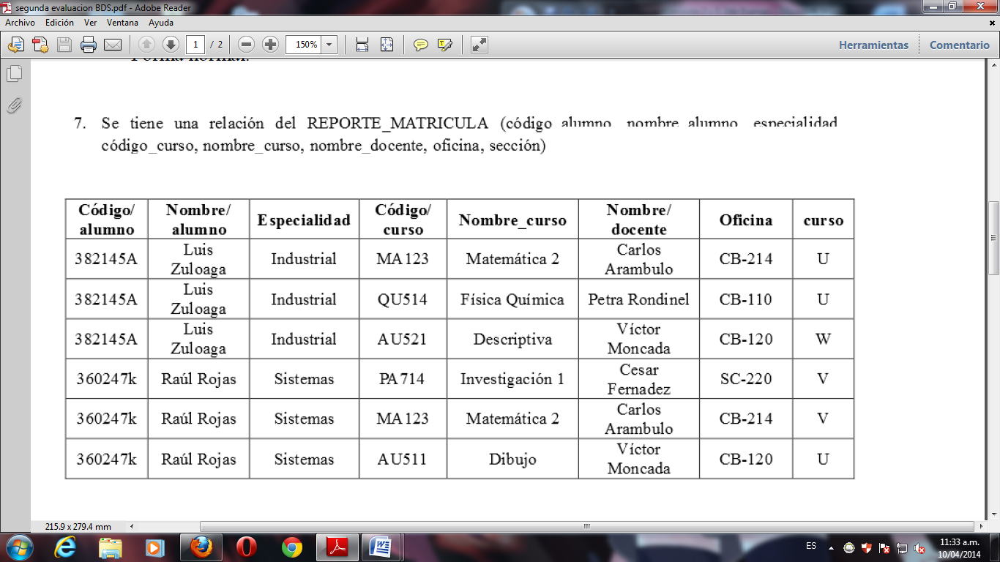 segunda evaluacion BDS.pdf - Adobe Reader
Archivo Edición Ver Ventana Ayuda
1 / 2 150% Herramientas Comentario
Forma normal.
7. Se tiene una relación del REPORTE_MATRICULA (código alumno nombre alumno especialidad
código_curso, nombre_curso, nombre_docente, oficina, sección)
Código/ alumno Nombre/ alumno Especialidad Código/ curso Nombre_curso Nombre/ docente Oficina curso
382145A Luis Zuloaga Industrial MA123 Matemática 2 Carlos Arambulo CB-214 U
382145A Luis Zuloaga Industrial QU514 Física Química Petra Rondinel CB-110 U
382145A Luis Zuloaga Industrial AU521 Descriptiva Víctor Moncada CB-120 W
360247k Raúl Rojas Sistemas PA714 Investigación 1 Cesar Fernadez SC-220 V
360247k Raúl Rojas Sistemas MA123 Matemática 2 Carlos Arambulo CB-214 V
360247k Raúl Rojas Sistemas AU511 Dibujo Víctor Moncada CB-120 U
215.9 x 279.4 mm
ES 11:33 a.m.
10/04/2014